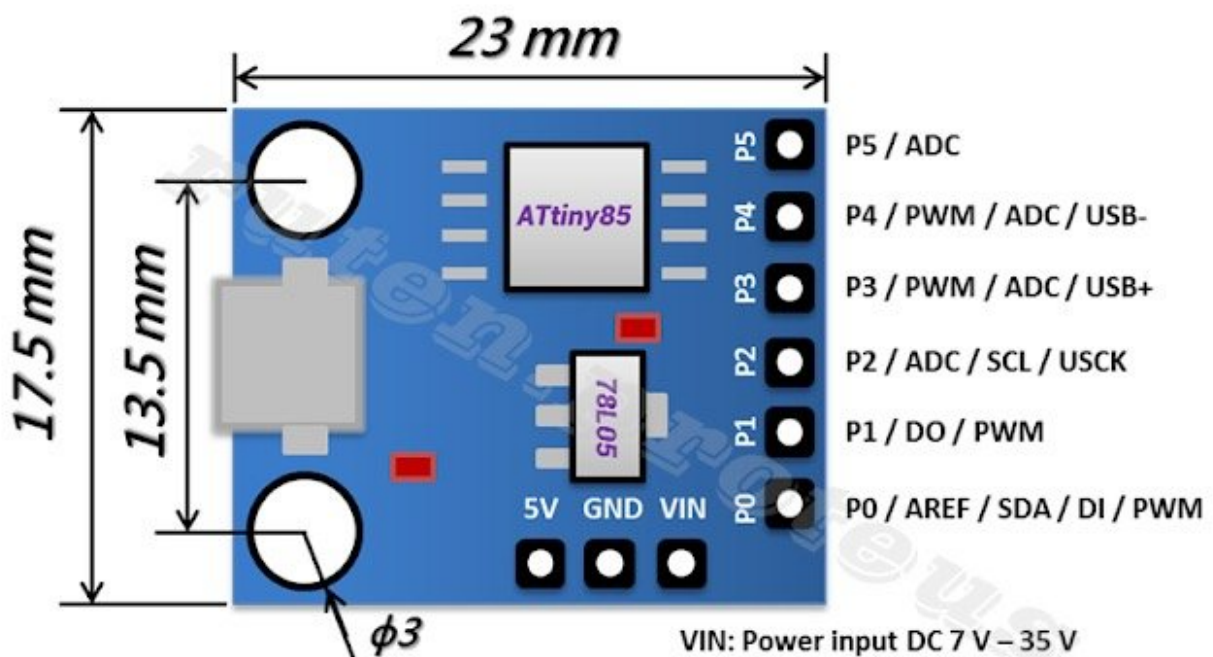 23 mm
17.5 mm
13.5 mm
ϕ3
ATtiny85
78L05
5V GND VIN
P5
P4
P3
P2
P1
P0
P5 / ADC
P4 / PWM / ADC / USB-
P3 / PWM / ADC / USB+
P2 / ADC / SCL / USCK
P1 / DO / PWM
P0 / AREF / SDA / DI / PWM
VIN: Power input DC 7 V – 35 V